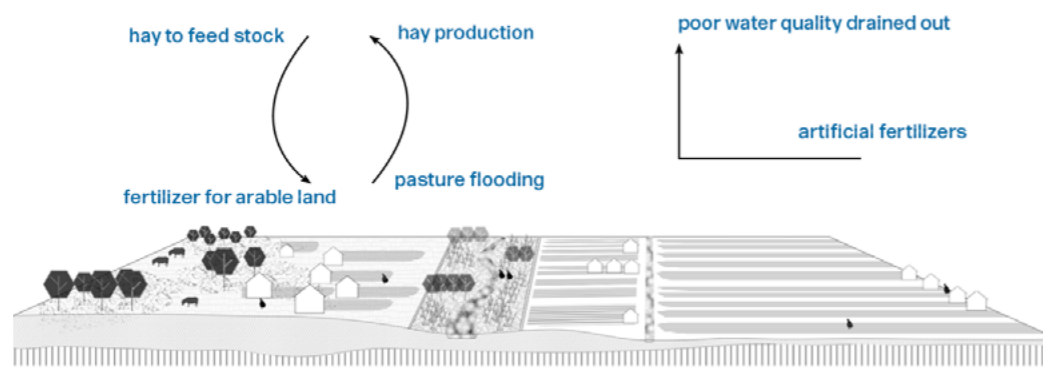 hay to feed stock
hay production
fertilizer for arable land
pasture flooding
poor water quality drained out
artificial fertilizers